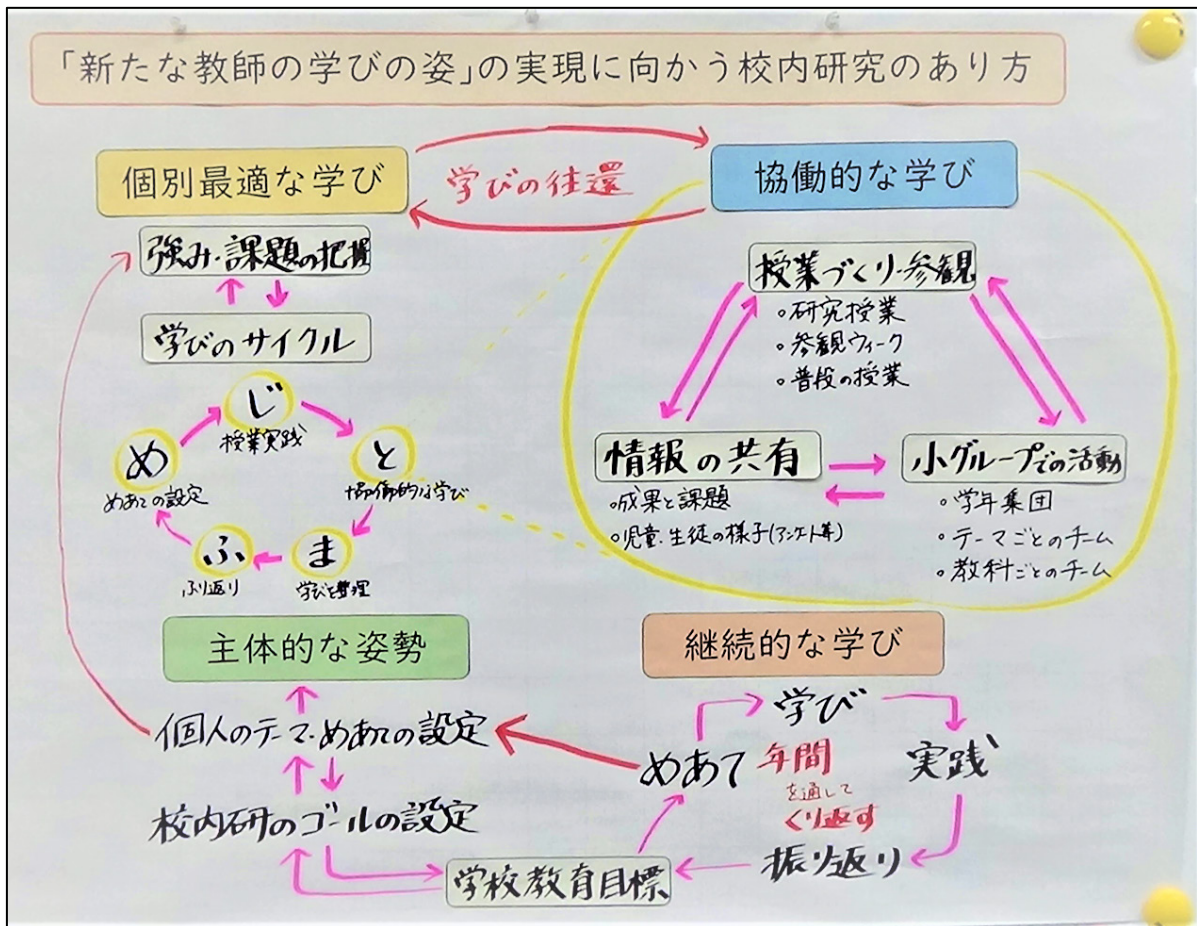 「新たな教師の学びの姿」の実現に向かう校内研究のあり方
個別最適な学び
学びの往還
協働的な学び
強み・課題の把握
学びのサイクル
じ
授業実践
と
協働的な学び
ま
学びを整理
ふ
ふり返り
め
めあての設定
授業づくり・参観
◦研究授業
◦参観ウィーク
◦普段の授業
情報の共有
◦成果と課題
◦児童・生徒の様子(アンケート等)
小グループでの活動
◦学年集団
◦テーマごとのチーム
◦教科ごとのチーム
主体的な姿勢
個人のテーマ・めあての設定
校内研のゴールの設定
学校教育目標
継続的な学び
めあて
学び
実践
振り返り
年間
を通して
くり返す